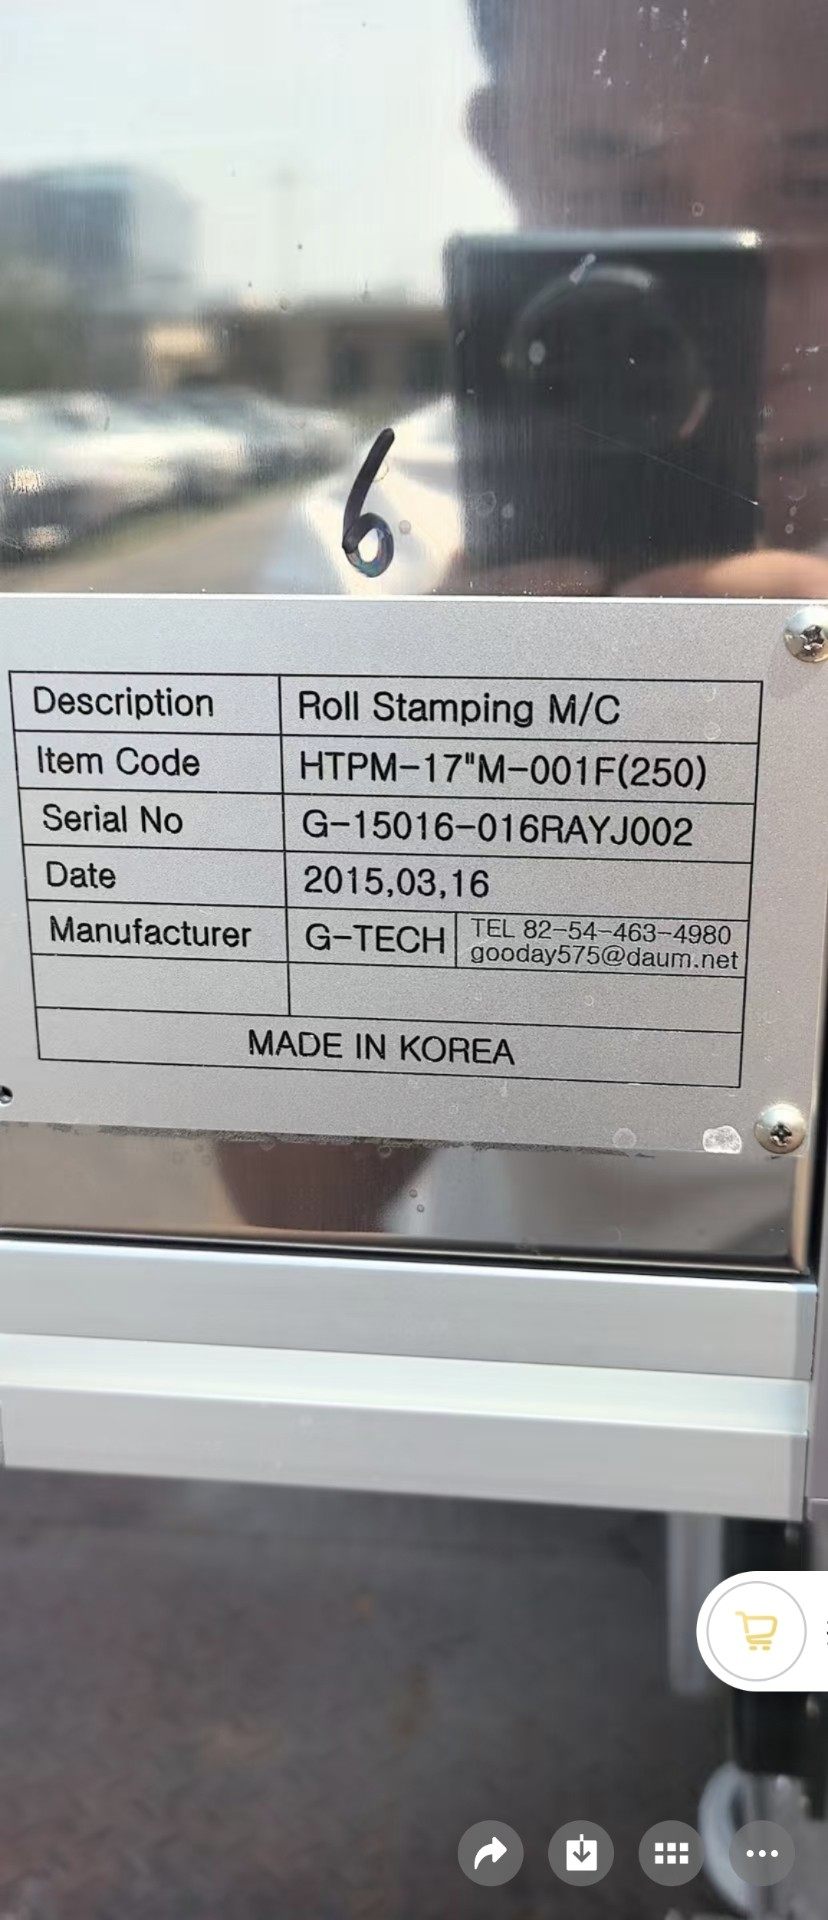 6
Description Roll Stamping M/C
Item Code HTPM-17"M-001F(250)
Serial No G-15016-016RAYJ002
Date 2015,03,16
Manufacturer G-TECH TEL 82-54-463-4980
gooday575@daum.net
MADE IN KOREA